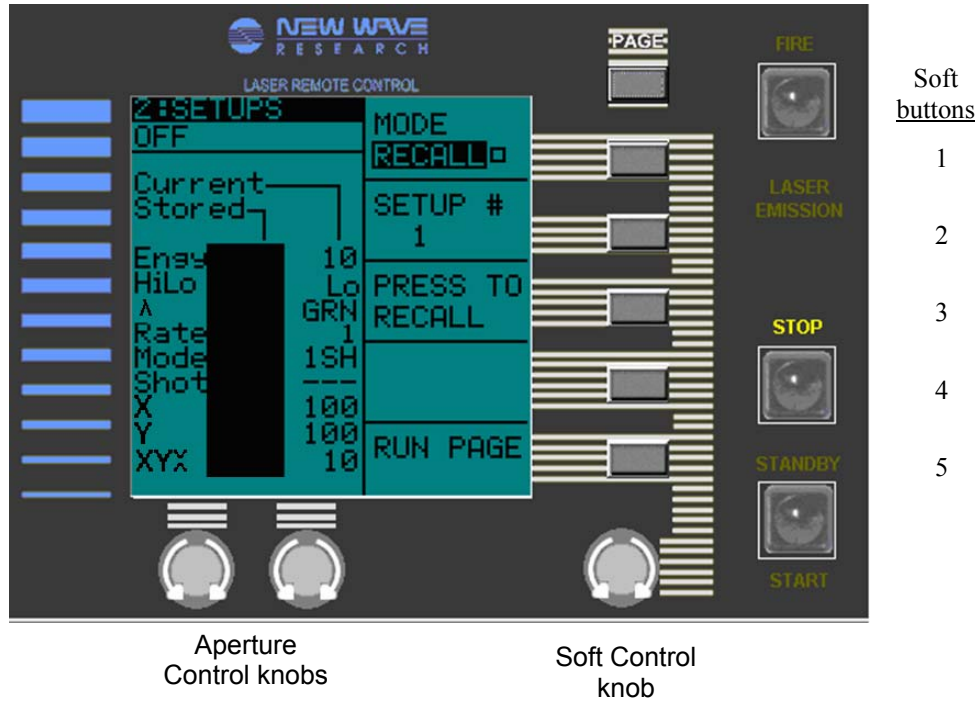 NEW WAVE
RESEARCH
LASER REMOTE CONTROL
PAGE
FIRE
Soft
buttons
2:SETUPS
OFF
Current
Stored
Engy 10
HiLo Lo
λ GRN
Rate 1
Mode 1SH
Shot ---
X 100
Y 100
XYX 10
MODE
RECALL
SETUP #
1
PRESS TO
RECALL
RUN PAGE
LASER
EMISSION
STOP
STANDBY
START
1
2
3
4
5
Aperture
Control knobs
Soft Control
knob